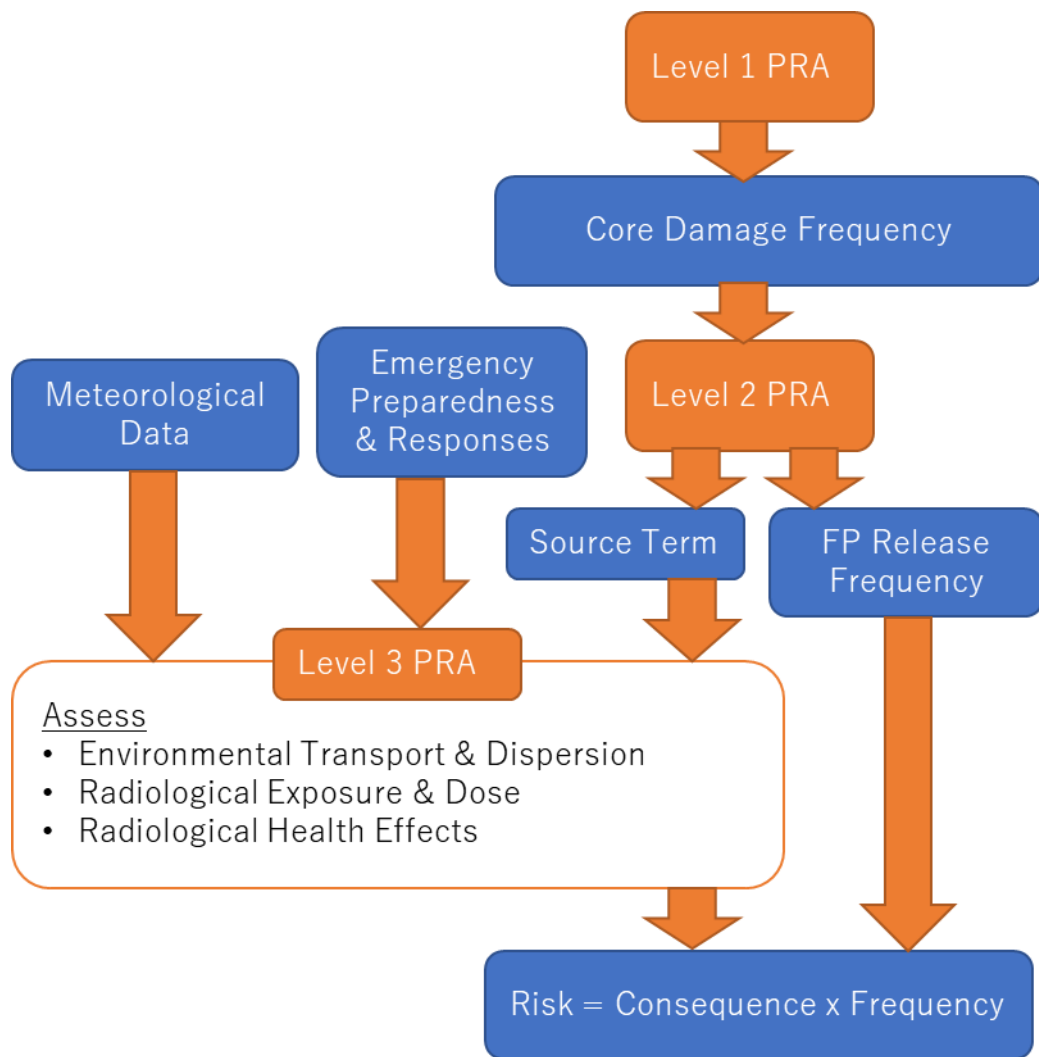 Level 1 PRA
Core Damage Frequency
Meteorological
Data
Emergency
Preparedness
& Responses
Level 2 PRA
Source Term
FP Release
Frequency
Level 3 PRA
Assess
• Environmental Transport & Dispersion
• Radiological Exposure & Dose
• Radiological Health Effects
Risk = Consequence x Frequency